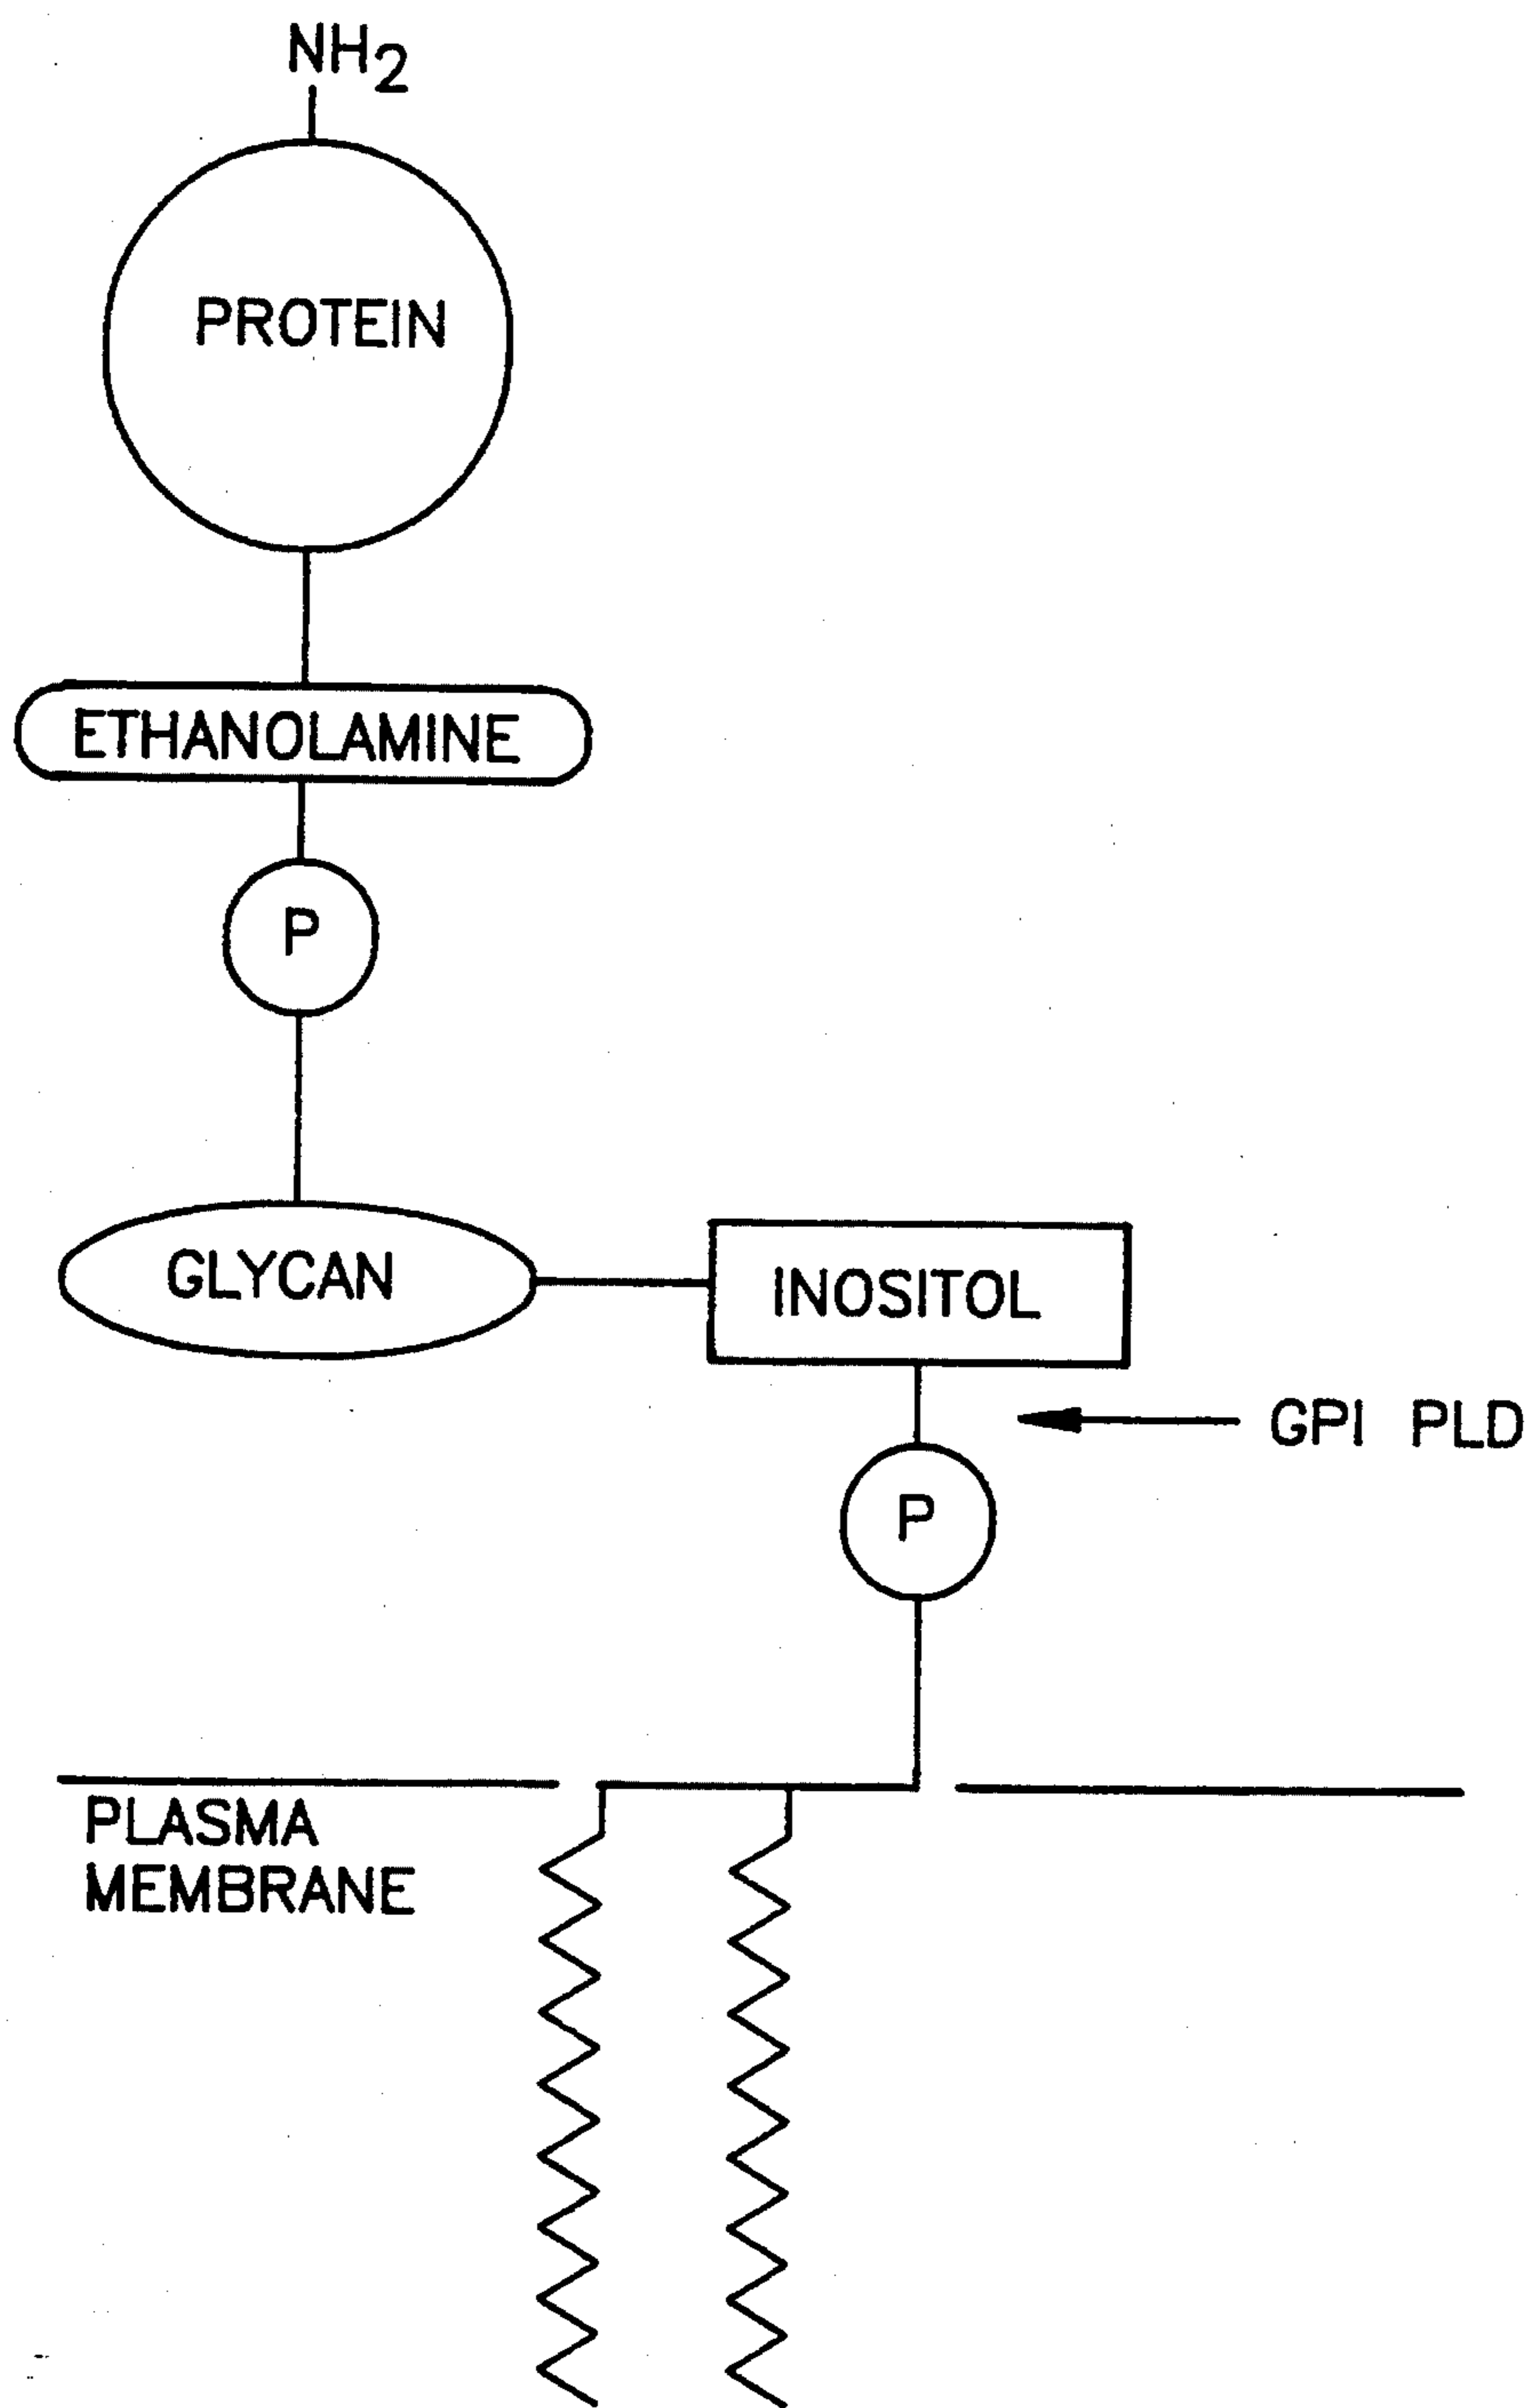 NH2
PROTEIN
ETHANOLAMINE
P
GLYCAN
INOSITOL
GPI PLD
P
PLASMA
MEMBRANE